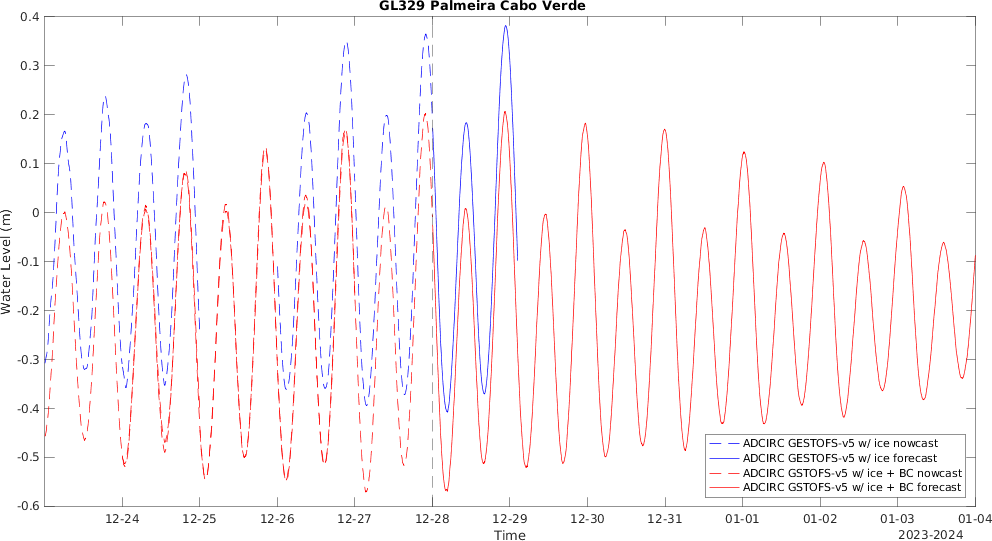 GL329 Palmeira Cabo Verde
0.4
0.3
0.2
0.1
0
-0.1
-0.2
-0.3
-0.4
-0.5
-0.6
Water Level (m)
ADCIRC GESTOFS-v5 w/ ice nowcast
ADCIRC GESTOFS-v5 w/ ice forecast
ADCIRC GSTOFS-v5 w/ ice + BC nowcast
ADCIRC GSTOFS-v5 w/ ice + BC forecast
12-24 12-25 12-26 12-27 12-28 12-29 12-30 12-31 01-01 01-02 01-03 01-04
Time
2023-2024